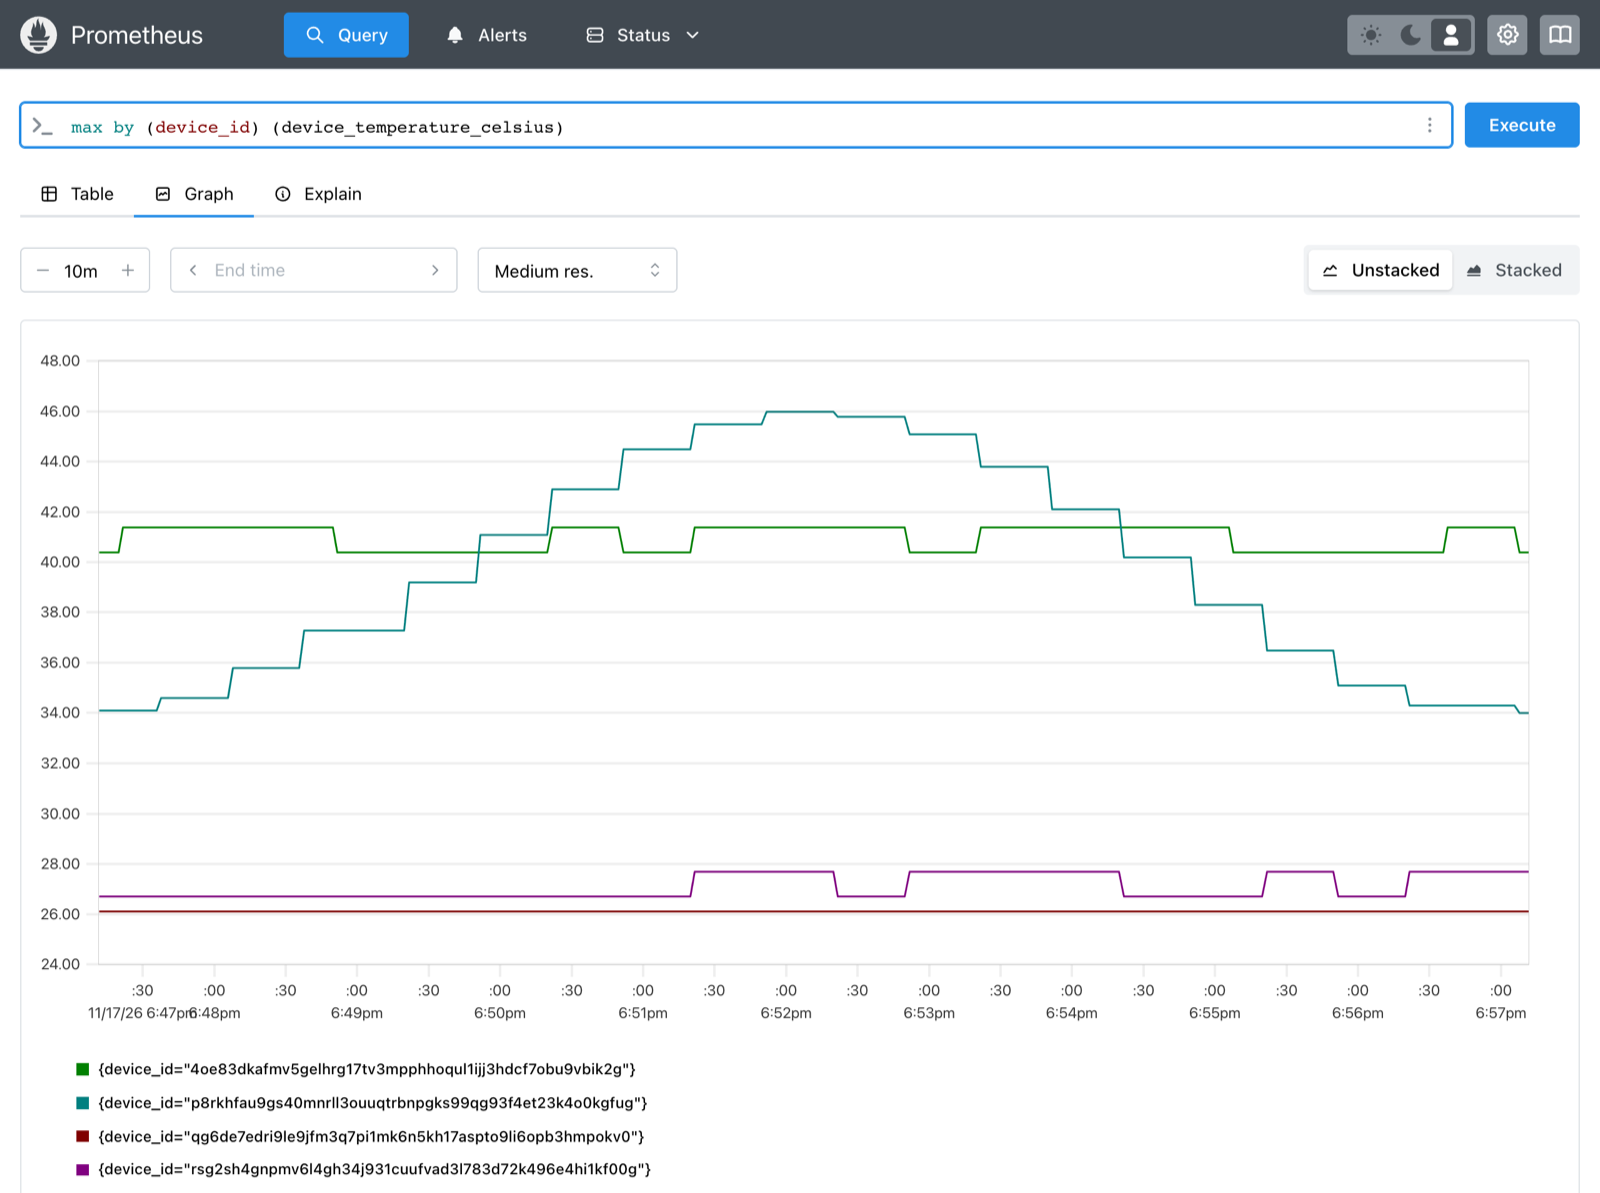 Prometheus Query Alerts Status
max by (device_id) (device_temperature_celsius)
Execute
Table Graph Explain
10m End time Medium res. Unstacked Stacked
48.00
46.00
44.00
42.00
40.00
38.00
36.00
34.00
32.00
30.00
28.00
26.00
24.00
:30 :00 :30 :00 :30 :00 :30 :00 :30 :00 :30 :00 :30 :00 :30 :00 :30 :00 :30 :00
11/17/26 6:47pm 6:48pm 6:49pm 6:50pm 6:51pm 6:52pm 6:53pm 6:54pm 6:55pm 6:56pm 6:57pm
{device_id="4oe83dkafmv5gelhrg17tv3mpphhoqul1ijj3hdcf7obu9vbik2g"}
{device_id="p8rkhfau9gs40mnrll3ouuqtrbnpgks99qg93f4et23k4o0kgfug"}
{device_id="qg6de7edri9le9jfm3q7pi1mk6n5kh17aspto9li6opb3hmpokv0"}
{device_id="rsg2sh4gnpmv6l4gh34j931cuufvad3l783d72k496e4hi1kf00g"}